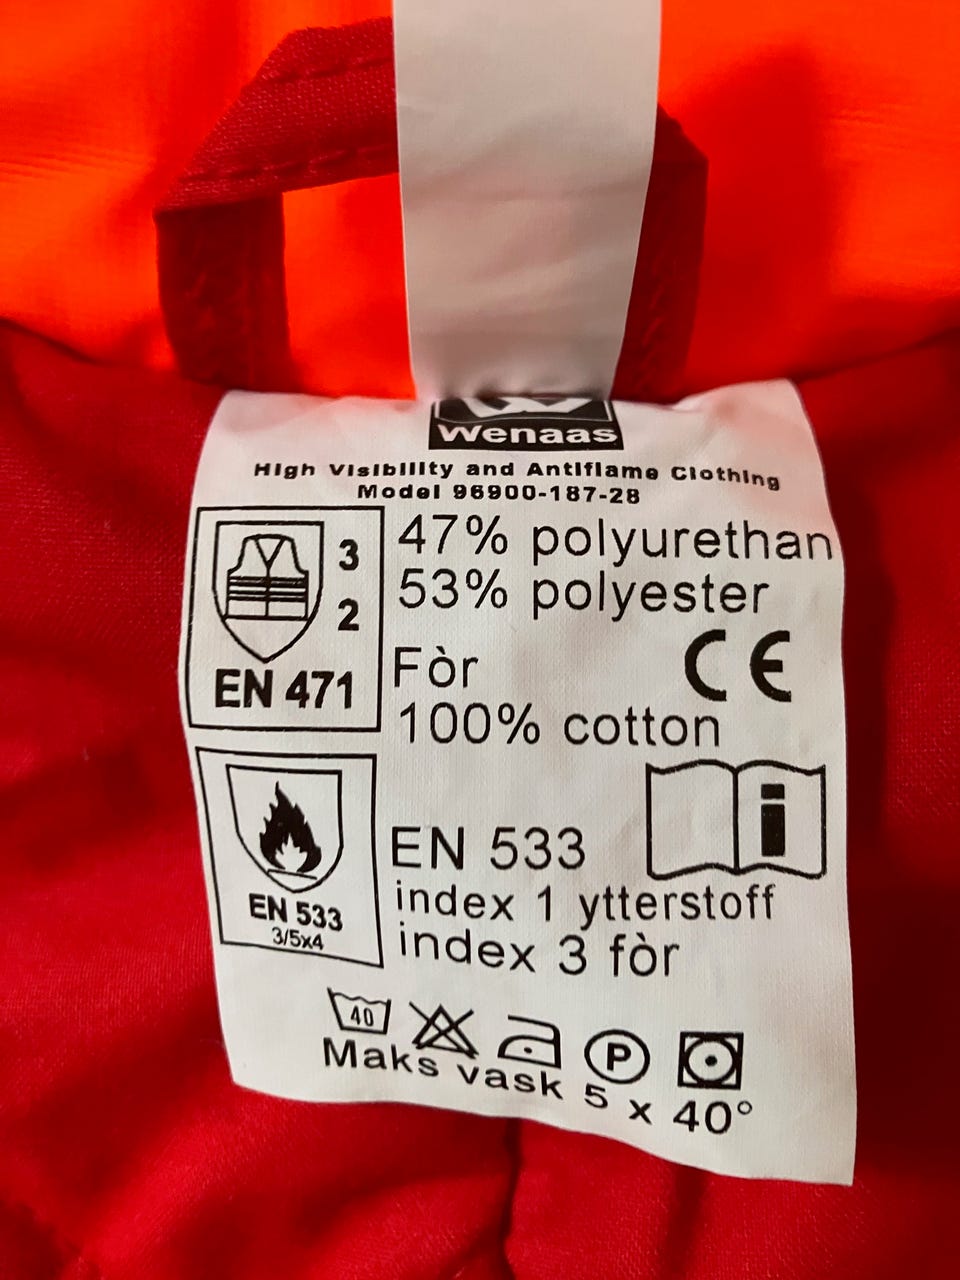 Wenaas
High Visibility and Antiflame Clothing
Model 96900-187-28
3
2
EN 471
47% polyurethan
53% polyester
Fòr
100% cotton
CE
i
EN 533
3/5x4
EN 533
index 1 ytterstoff
index 3 fòr
40
P
Maks vask 5 x 40°